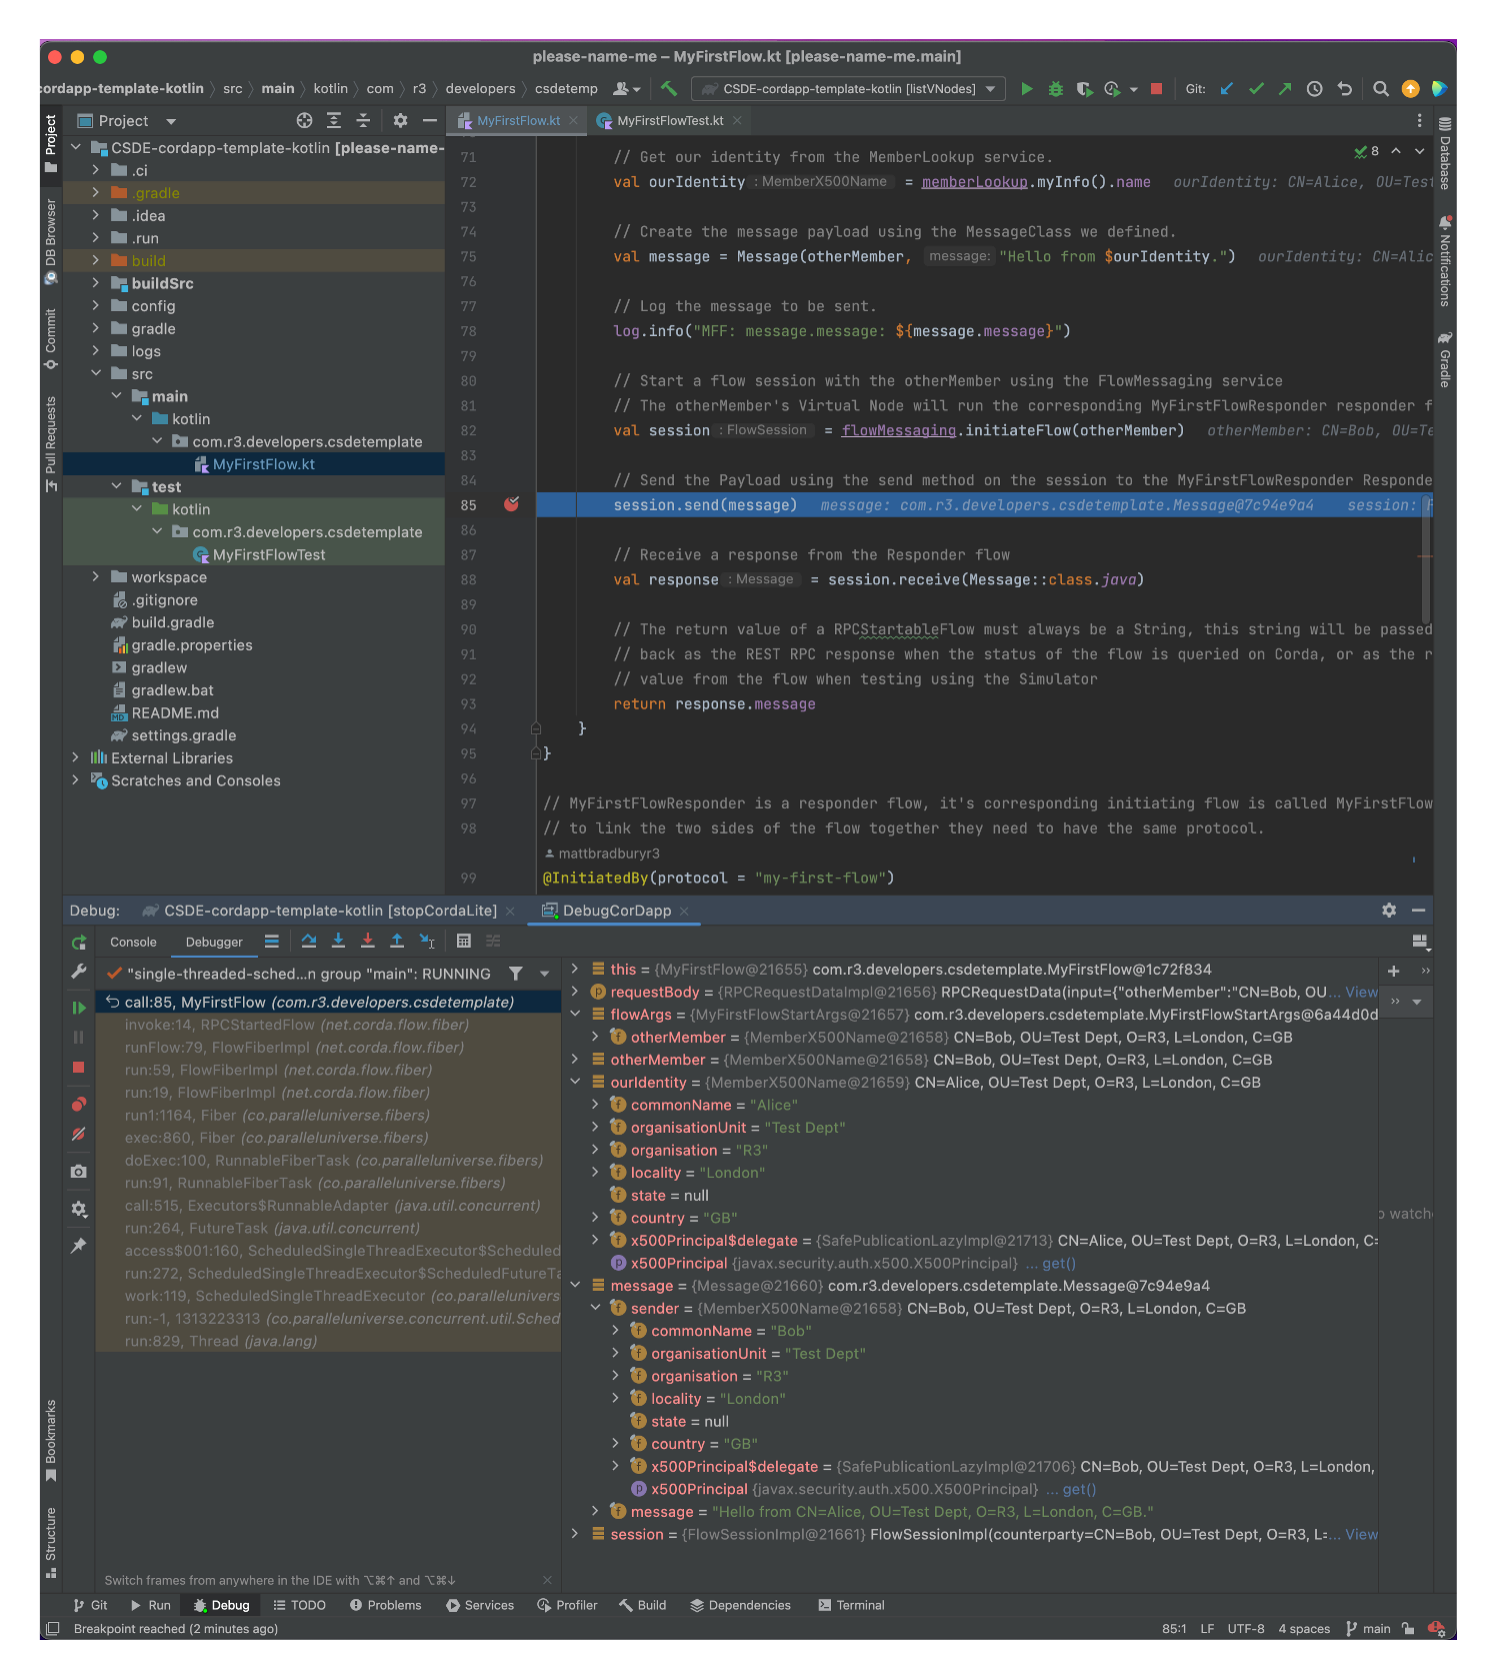 please-name-me – MyFirstFlow.kt [please-name-me.main]
cordapp-template-kotlin 〉 src 〉 main 〉 kotlin 〉 com 〉 r3 〉 developers 〉 csdetemp CSDE-cordapp-template-kotlin [listVNodes] Git:
Project MyFirstFlow.kt MyFirstFlowTest.kt
Project
DB Browser
Commit
Pull Requests
Bookmarks
Structure
Database
Notifications
Gradle
CSDE-cordapp-template-kotlin [please-name-
.ci
.gradle
.idea
.run
build
buildSrc
config
gradle
logs
src
main
kotlin
com.r3.developers.csdetemplate
MyFirstFlow.kt
test
kotlin
com.r3.developers.csdetemplate
MyFirstFlowTest
workspace
.gitignore
build.gradle
gradle.properties
gradlew
gradlew.bat
README.md
settings.gradle
External Libraries
Scratches and Consoles
8
71 // Get our identity from the MemberLookup service.
72 val ourIdentity : MemberX500Name = memberLookup.myInfo().name ourIdentity: CN=Alice, OU=Test
73
74 // Create the message payload using the MessageClass we defined.
75 val message = Message(otherMember, message: "Hello from $ourIdentity.") ourIdentity: CN=Alic
76
77 // Log the message to be sent.
78 log.info("MFF: message.message: ${message.message}")
79
80 // Start a flow session with the otherMember using the FlowMessaging service
81 // The otherMember's Virtual Node will run the corresponding MyFirstFlowResponder responder f
82 val session : FlowSession = flowMessaging.initiateFlow(otherMember) otherMember: CN=Bob, OU=Te
83
84 // Send the Payload using the send method on the session to the MyFirstFlowResponder Responde
85 session.send(message) message: com.r3.developers.csdetemplate.Message@7c94e9a4 session: F
86
87 // Receive a response from the Responder flow
88 val response : Message = session.receive(Message::class.java)
89
90 // The return value of a RPCStartableFlow must always be a String, this string will be passed
91 // back as the REST RPC response when the status of the flow is queried on Corda, or as the r
92 // value from the flow when testing using the Simulator
93 return response.message
94 }
95 }
96
97 // MyFirstFlowResponder is a responder flow, it's corresponding initiating flow is called MyFirstFlow
98 // to link the two sides of the flow together they need to have the same protocol.
mattbradburyr3
99 @InitiatedBy(protocol = "my-first-flow")
Debug: CSDE-cordapp-template-kotlin [stopCordaLite] DebugCorDapp
Console Debugger
"single-threaded-sched...n group "main": RUNNING
call:85, MyFirstFlow (com.r3.developers.csdetemplate)
invoke:14, RPCStartedFlow (net.corda.flow.fiber)
runFlow:79, FlowFiberImpl (net.corda.flow.fiber)
run:59, FlowFiberImpl (net.corda.flow.fiber)
run:19, FlowFiberImpl (net.corda.flow.fiber)
run1:1164, Fiber (co.paralleluniverse.fibers)
exec:860, Fiber (co.paralleluniverse.fibers)
doExec:100, RunnableFiberTask (co.paralleluniverse.fibers)
run:91, RunnableFiberTask (co.paralleluniverse.fibers)
call:515, Executors$RunnableAdapter (java.util.concurrent)
run:264, FutureTask (java.util.concurrent)
access$001:160, ScheduledSingleThreadExecutor$Scheduled
run:272, ScheduledSingleThreadExecutor$ScheduledFutureTa
work:119, ScheduledSingleThreadExecutor (co.parallelunivers
run:-1, 1313223313 (co.paralleluniverse.concurrent.util.Sched
run:829, Thread (java.lang)
this = {MyFirstFlow@21655} com.r3.developers.csdetemplate.MyFirstFlow@1c72f834
requestBody = {RPCRequestDataImpl@21656} RPCRequestData(input={"otherMember":"CN=Bob, OU... View
flowArgs = {MyFirstFlowStartArgs@21657} com.r3.developers.csdetemplate.MyFirstFlowStartArgs@6a44d0d
otherMember = {MemberX500Name@21658} CN=Bob, OU=Test Dept, O=R3, L=London, C=GB
otherMember = {MemberX500Name@21658} CN=Bob, OU=Test Dept, O=R3, L=London, C=GB
ourIdentity = {MemberX500Name@21659} CN=Alice, OU=Test Dept, O=R3, L=London, C=GB
commonName = "Alice"
organisationUnit = "Test Dept"
organisation = "R3"
locality = "London"
state = null
country = "GB"
x500Principal$delegate = {SafePublicationLazyImpl@21713} CN=Alice, OU=Test Dept, O=R3, L=London, C=
x500Principal {javax.security.auth.x500.X500Principal} ... get()
message = {Message@21660} com.r3.developers.csdetemplate.Message@7c94e9a4
sender = {MemberX500Name@21658} CN=Bob, OU=Test Dept, O=R3, L=London, C=GB
commonName = "Bob"
organisationUnit = "Test Dept"
organisation = "R3"
locality = "London"
state = null
country = "GB"
x500Principal$delegate = {SafePublicationLazyImpl@21706} CN=Bob, OU=Test Dept, O=R3, L=London,
x500Principal {javax.security.auth.x500.X500Principal} ... get()
message = "Hello from CN=Alice, OU=Test Dept, O=R3, L=London, C=GB."
session = {FlowSessionImpl@21661} FlowSessionImpl(counterparty=CN=Bob, OU=Test Dept, O=R3, L=... View
o watch
Switch frames from anywhere in the IDE with ⌥⌘↑ and ⌥⌘↓
Git Run Debug TODO Problems Services Profiler Build Dependencies Terminal
Breakpoint reached (2 minutes ago) 85:1 LF UTF-8 4 spaces main